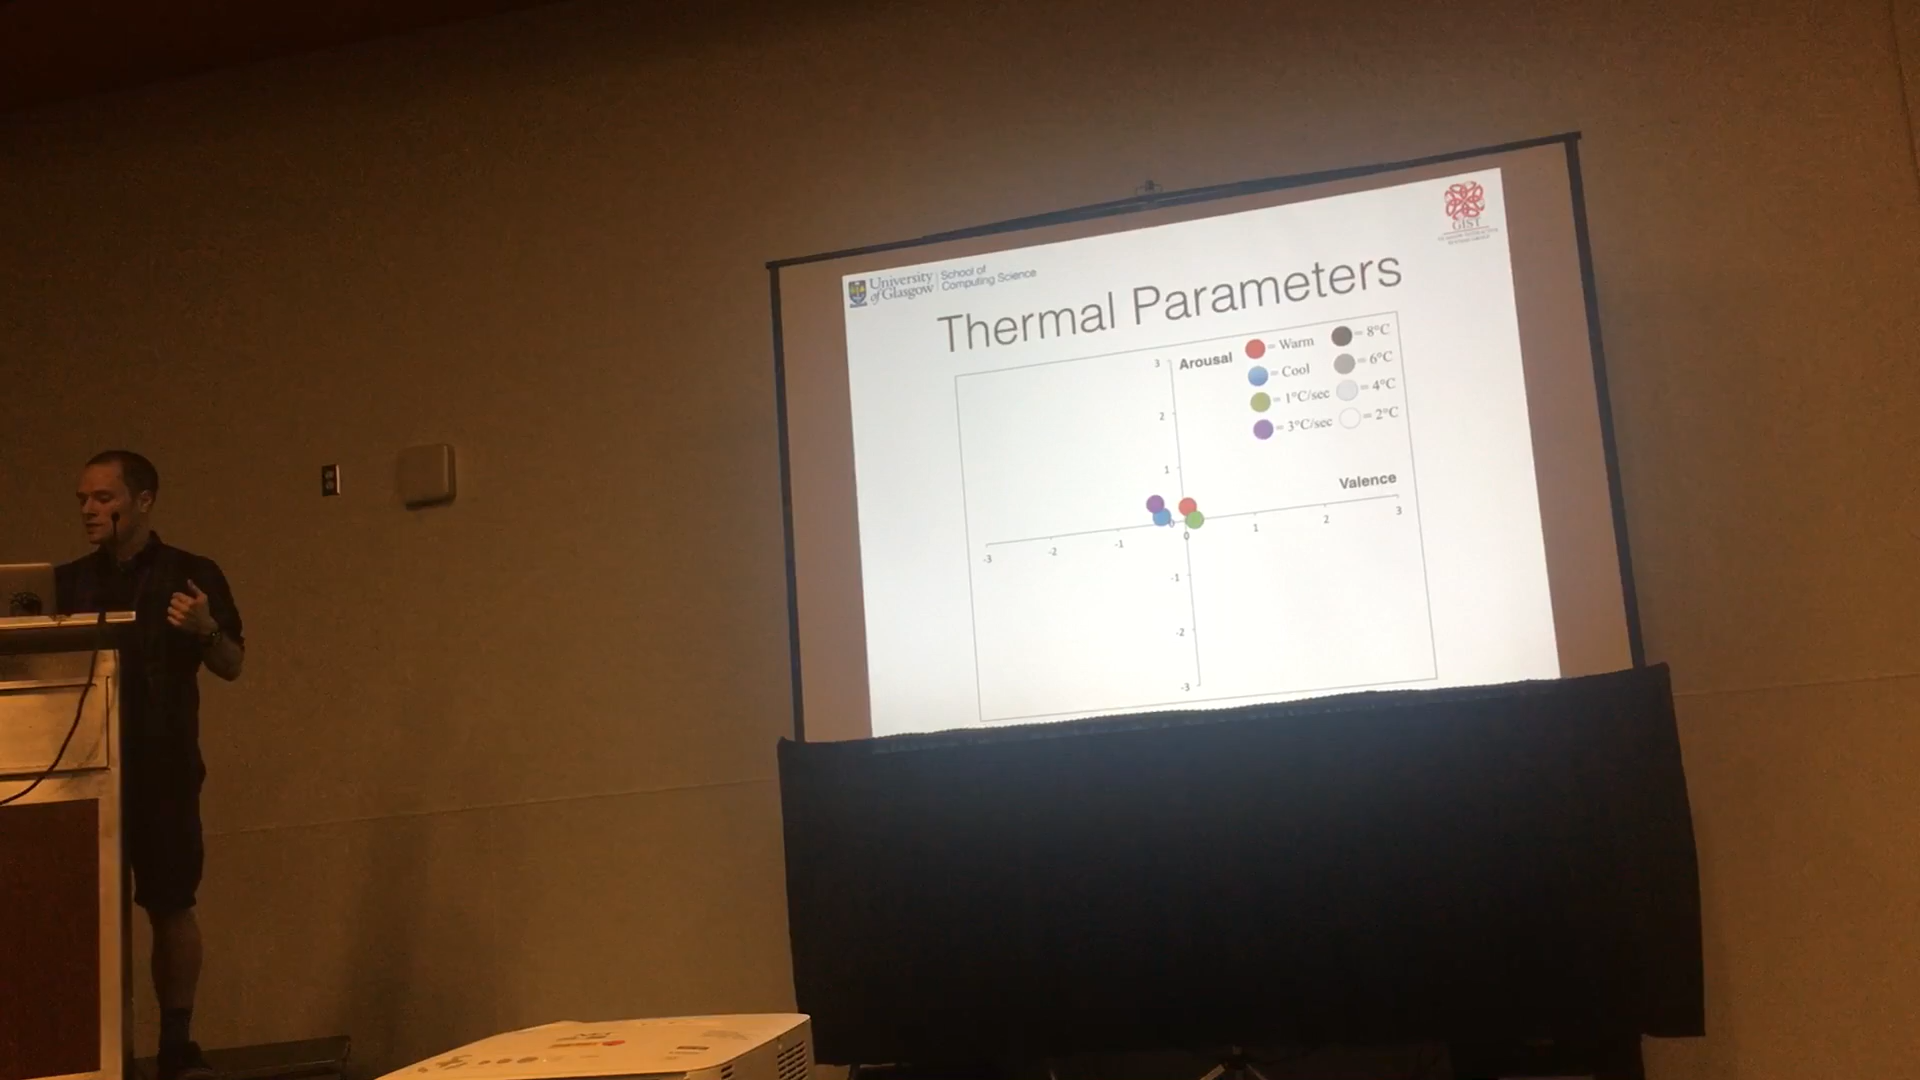 University
of Glasgow
School of
Computing Science
GIST
Thermal Parameters
Arousal
= Warm
= Cool
= 1°C/sec
= 3°C/sec
= 8°C
= 6°C
= 4°C
= 2°C
Valence
3
2
1
0
-1
-2
-3
-3
-2
-1
0
1
2
3